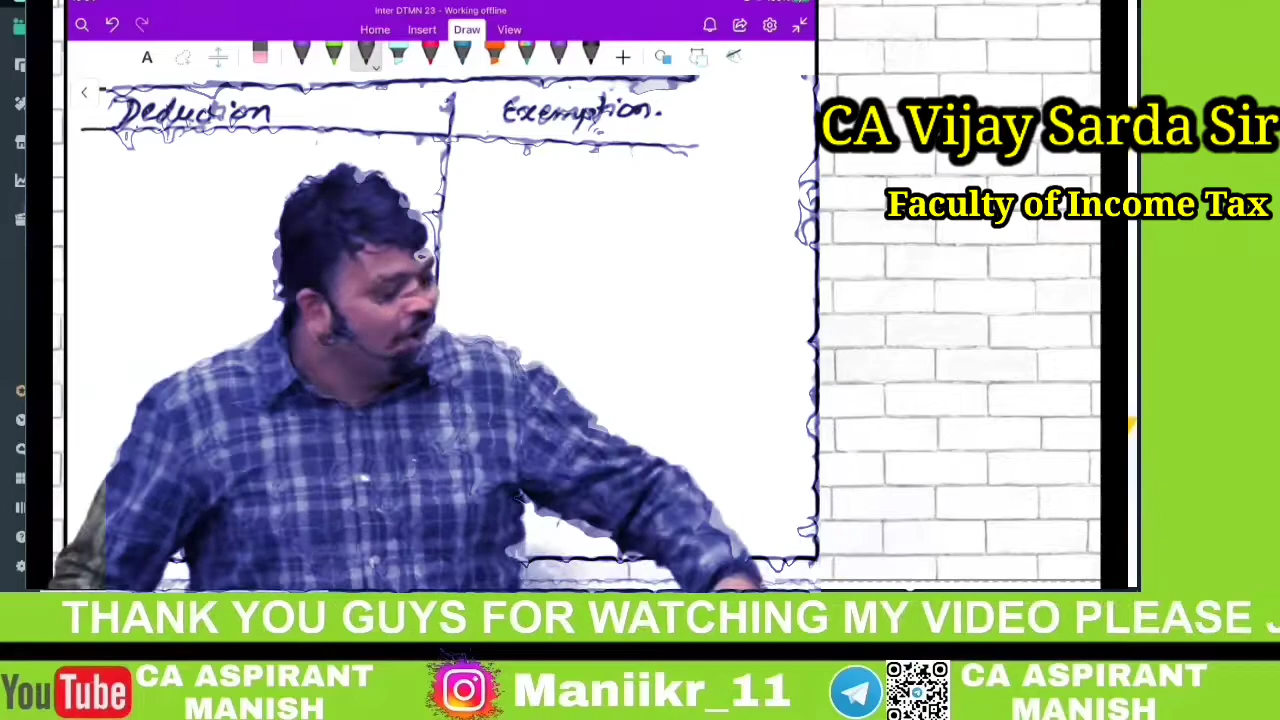 Inter DTMN 23 - Working offline
Home Insert Draw View
A
Deduction Exemption.
CA Vijay Sarda Sir
Faculty of Income Tax
THANK YOU GUYS FOR WATCHING MY VIDEO PLEASE
YouTube CA ASPIRANT MANISH Maniikr_11 CA ASPIRANT MANISH